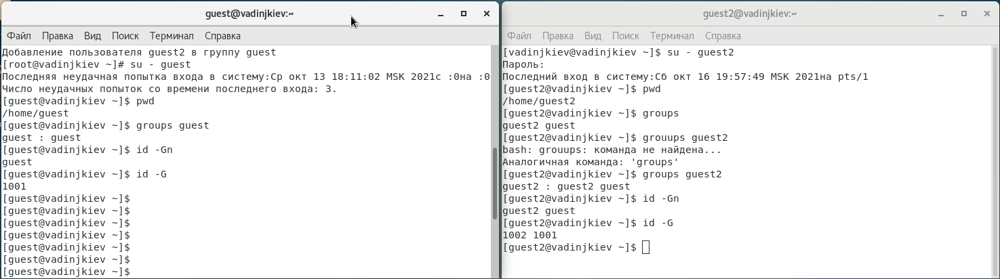 guest@vadinjkiev:~
Файл Правка Вид Поиск Терминал Справка
Добавление пользователя guest2 в группу guest
[root@vadinjkiev ~]# su - guest
Последняя неудачная попытка входа в систему:Ср окт 13 18:11:02 MSK 2021с :0на :0
Число неудачных попыток со времени последнего входа: 3.
[guest@vadinjkiev ~]$ pwd
/home/guest
[guest@vadinjkiev ~]$ groups guest
guest : guest
[guest@vadinjkiev ~]$ id -Gn
guest
[guest@vadinjkiev ~]$ id -G
1001
[guest@vadinjkiev ~]$
[guest@vadinjkiev ~]$
[guest@vadinjkiev ~]$
[guest@vadinjkiev ~]$
[guest@vadinjkiev ~]$
[guest@vadinjkiev ~]$
[guest@vadinjkiev ~]$
guest2@vadinjkiev:~
Файл Правка Вид Поиск Терминал Справка
[vadinjkiev@vadinjkiev ~]$ su - guest2
Пароль:
Последний вход в систему:Сб окт 16 19:57:49 MSK 2021на pts/1
[guest2@vadinjkiev ~]$ pwd
/home/guest2
[guest2@vadinjkiev ~]$ groups
guest2 guest
[guest2@vadinjkiev ~]$ grouups guest2
bash: grouups: команда не найдена...
Аналогичная команда: 'groups'
[guest2@vadinjkiev ~]$ groups guest2
guest2 : guest2 guest
[guest2@vadinjkiev ~]$ id -Gn
guest2 guest
[guest2@vadinjkiev ~]$ id -G
1002 1001
[guest2@vadinjkiev ~]$